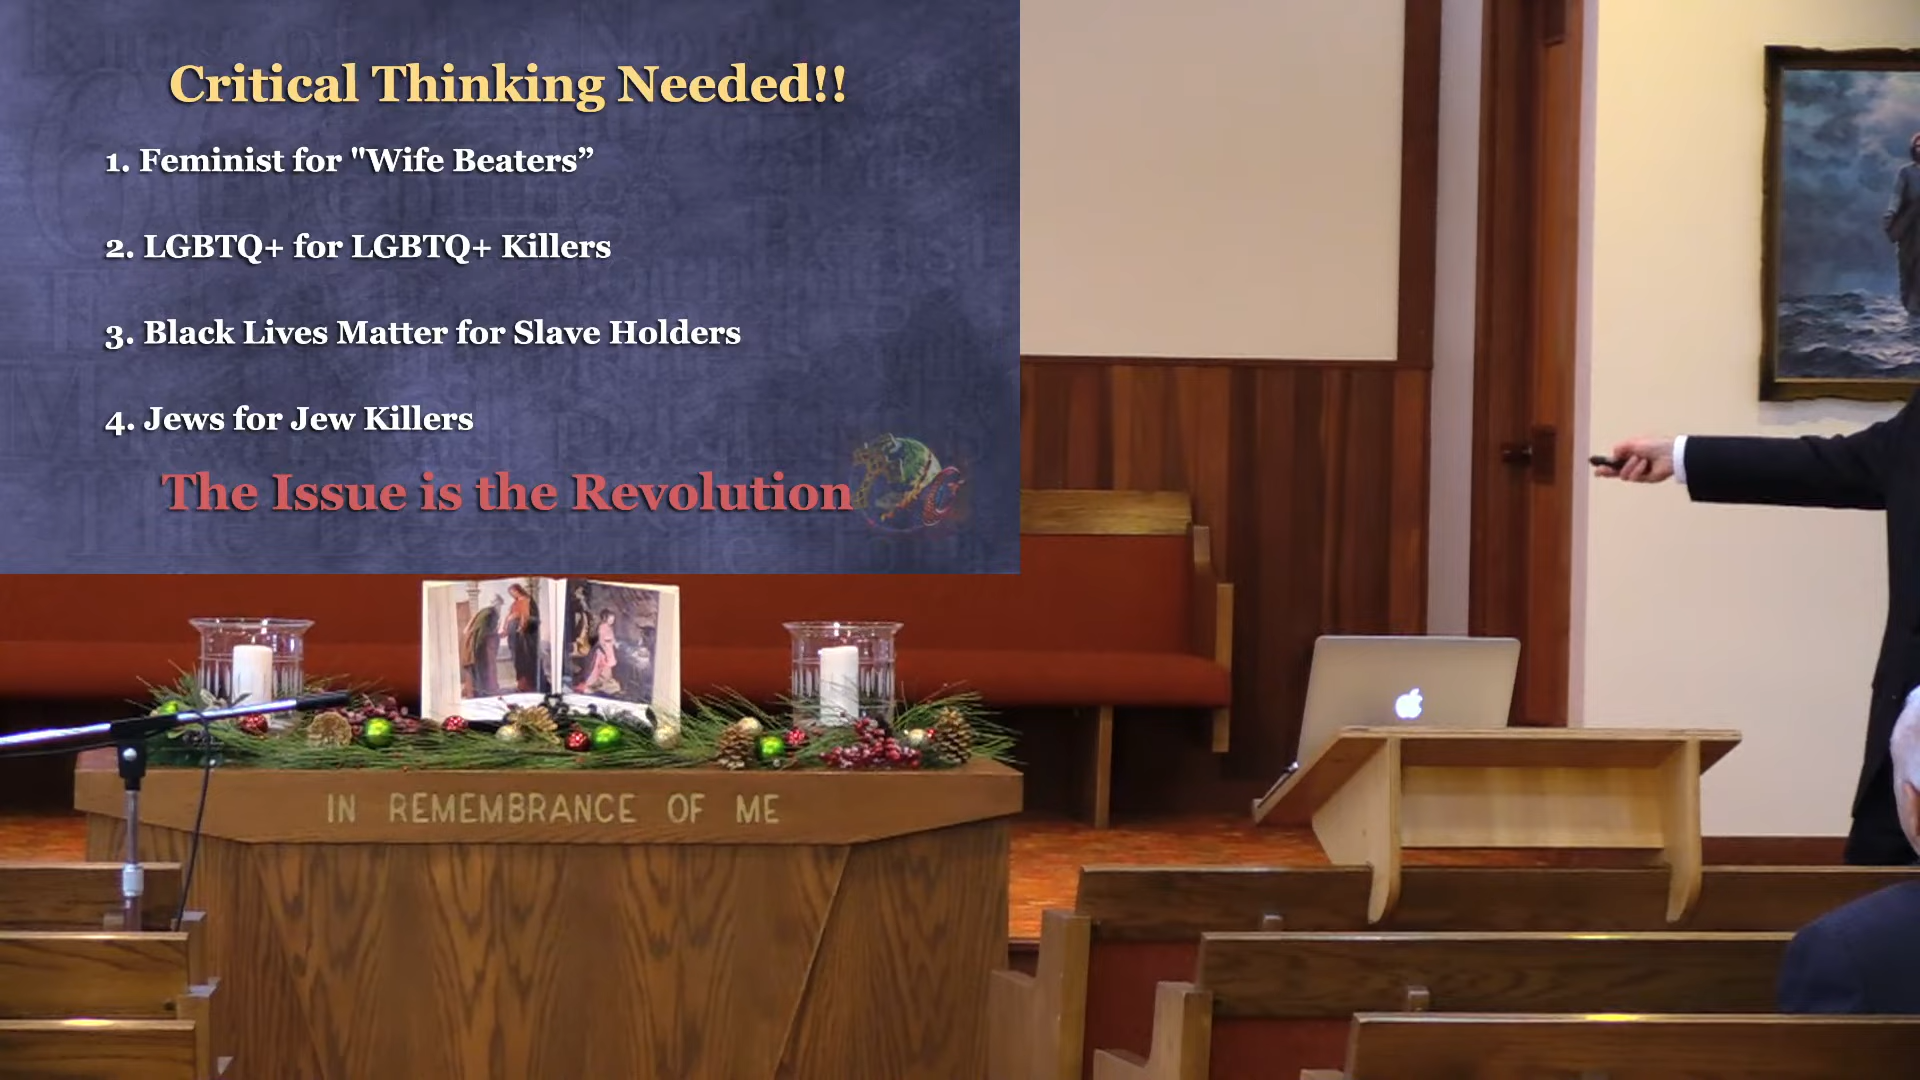 Critical Thinking Needed!!
1. Feminist for "Wife Beaters”
2. LGBTQ+ for LGBTQ+ Killers
3. Black Lives Matter for Slave Holders
4. Jews for Jew Killers
The Issue is the Revolution
IN REMEMBRANCE OF ME